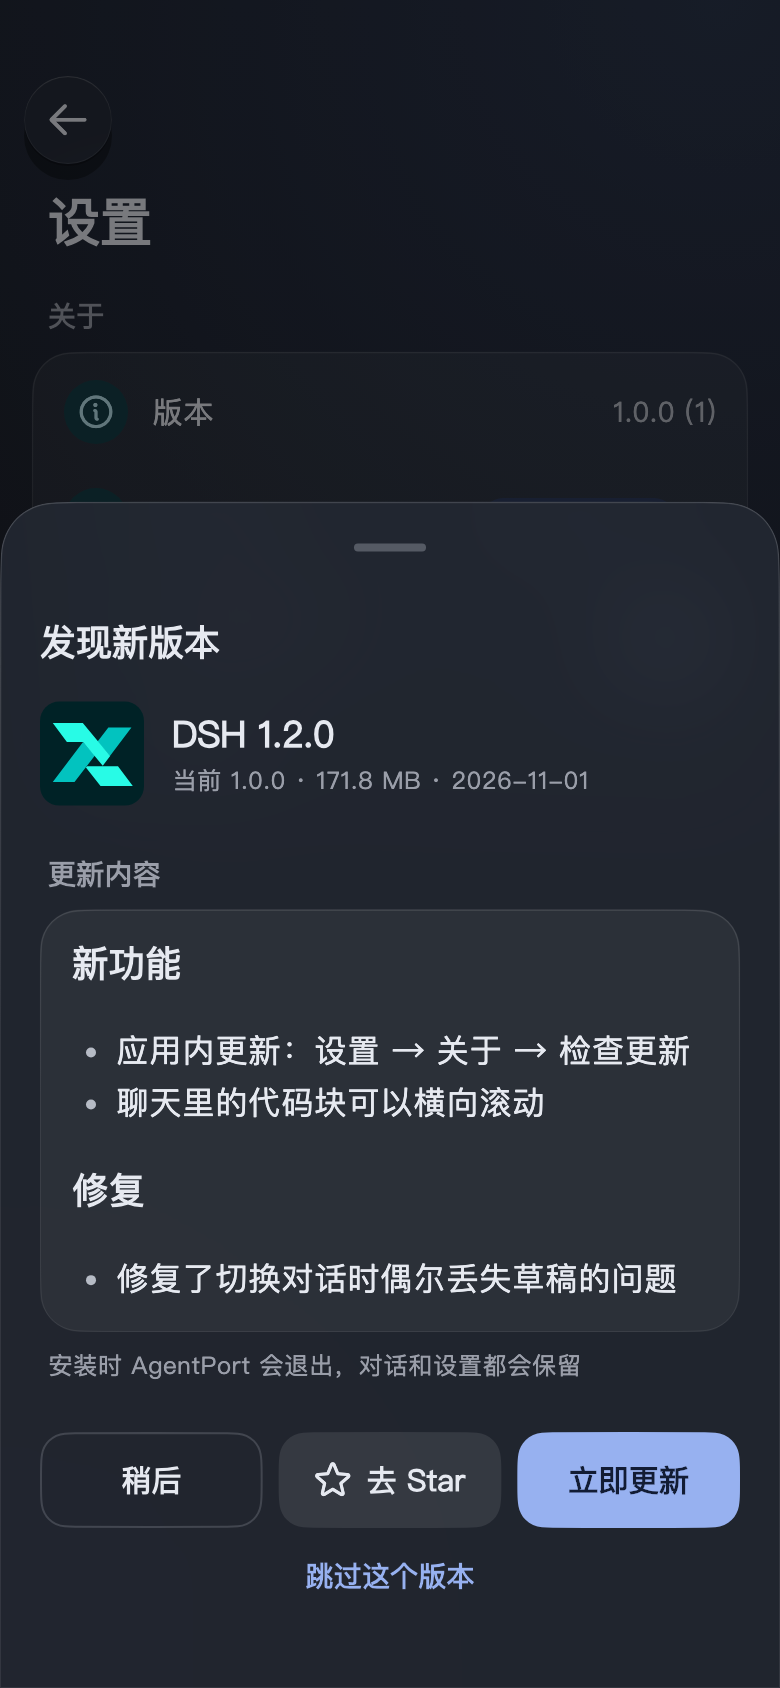 设置
关于
版本 1.0.0 (1)
发现新版本
DSH 1.2.0
当前 1.0.0 · 171.8 MB · 2026-11-01
更新内容
新功能
• 应用内更新：设置 → 关于 → 检查更新
• 聊天里的代码块可以横向滚动
修复
• 修复了切换对话时偶尔丢失草稿的问题
安装时 AgentPort 会退出，对话和设置都会保留
稍后 去 Star 立即更新
跳过这个版本